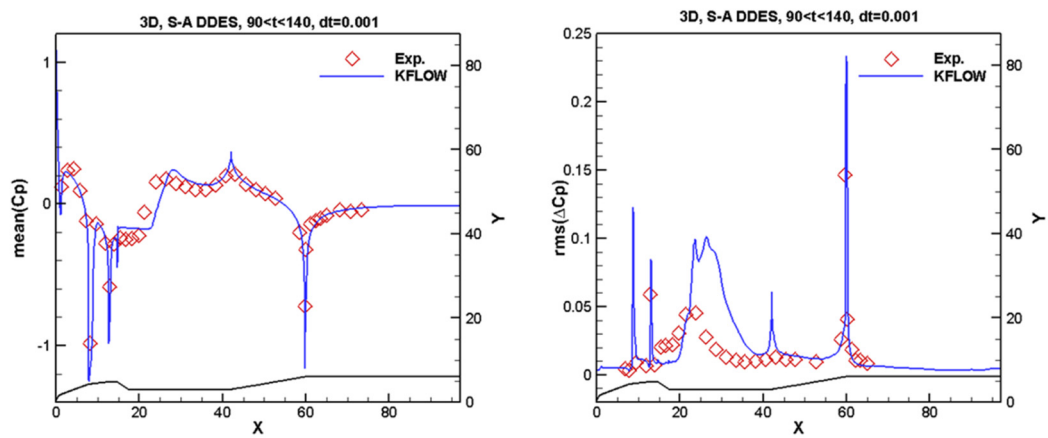 3D, S-A DDES, 90<t<140, dt=0.001
1
0
-1
mean(Cp)
Exp.
KFLOW
80
60
40
20
0
Y
0 20 40 60 80
X
3D, S-A DDES, 90<t<140, dt=0.001
0.25
0.2
0.15
0.1
0.05
0
rms(ΔCp)
Exp.
KFLOW
80
60
40
20
0
Y
0 20 40 60 80
X